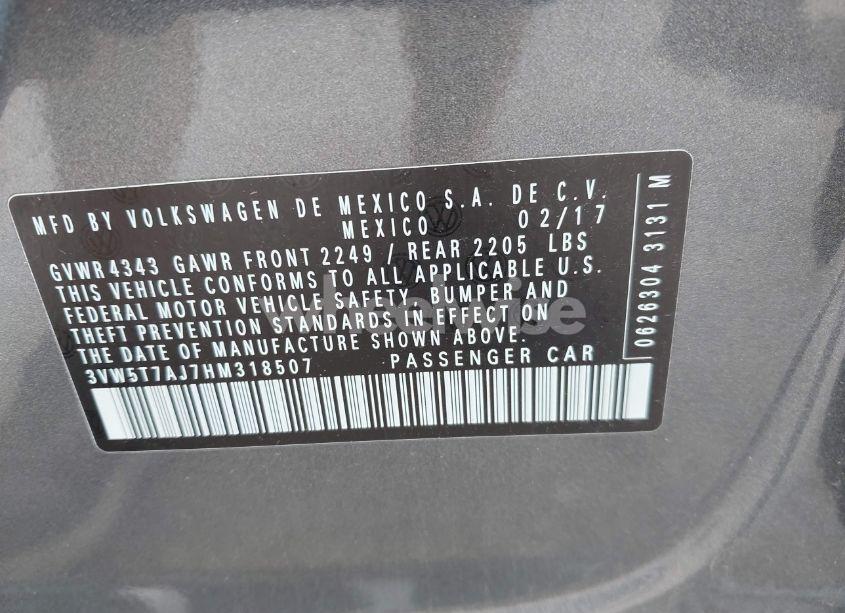 MFD BY VOLKSWAGEN DE MEXICO S.A. DE C.V.
MEXICO 02/17
GVWR4343 GAWR FRONT 2249 / REAR 2205 LBS
THIS VEHICLE CONFORMS TO ALL APPLICABLE U.S.
FEDERAL MOTOR VEHICLE SAFETY, BUMPER AND
THEFT PREVENTION STANDARDS IN EFFECT ON
THE DATE OF MANUFACTURE SHOWN ABOVE.
3VW5T7AJ7HM318507 PASSENGER CAR
0626304 3131 M
wheelwise